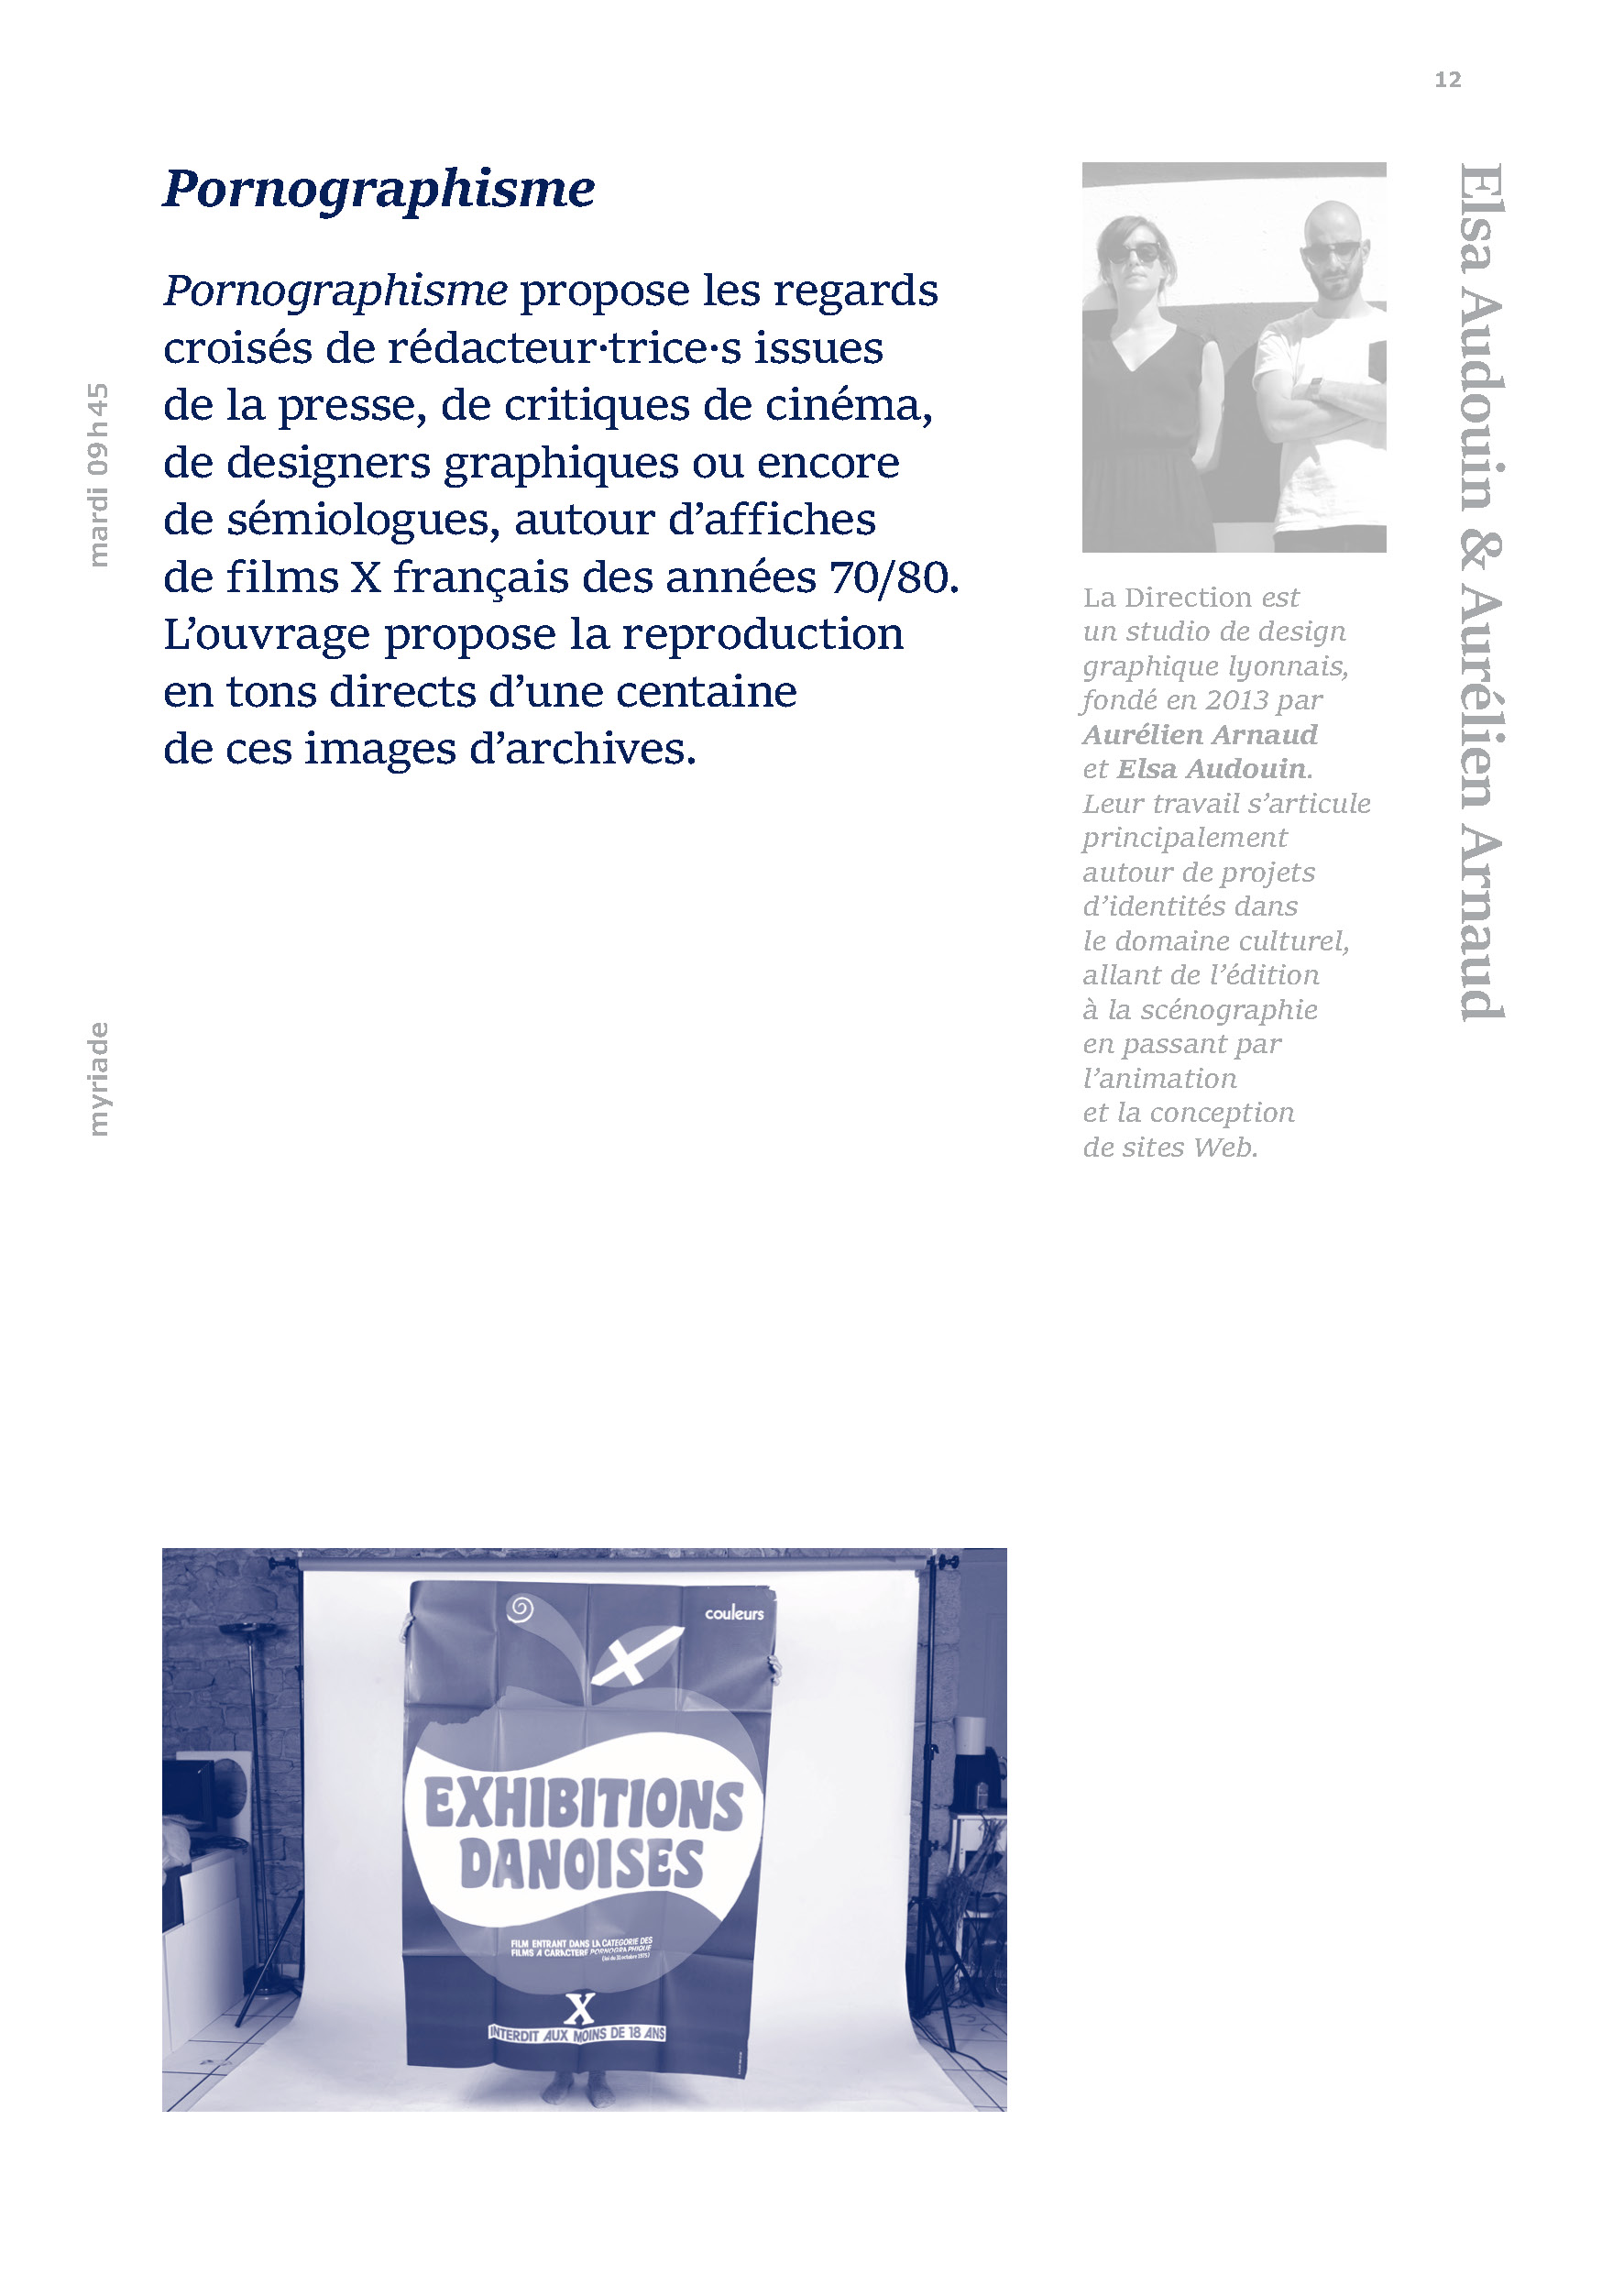 12
Pornographisme
Pornographisme propose les regards
croisés de rédacteur·trice·s issues
de la presse, de critiques de cinéma,
de designers graphiques ou encore
de sémiologues, autour d’affiches
de films X français des années 70/80.
L’ouvrage propose la reproduction
en tons directs d’une centaine
de ces images d’archives.
mardi 09h45
myriade
La Direction est
un studio de design
graphique lyonnais,
fondé en 2013 par
Aurélien Arnaud
et Elsa Audouin.
Leur travail s’articule
principalement
autour de projets
d’identités dans
le domaine culturel,
allant de l’édition
à la scénographie
en passant par
l’animation
et la conception
de sites Web.
Elsa Audouin & Aurélien Arnaud
couleurs
EXHIBITIONS
DANOISES
FILM ENTRANT DANS LA CATEGORIE DES
FILMS A CARACTERE PORNOGRAPHIQUE
(loi du 31 octobre 1975)
X
INTERDIT AUX MOINS DE 18 ANS